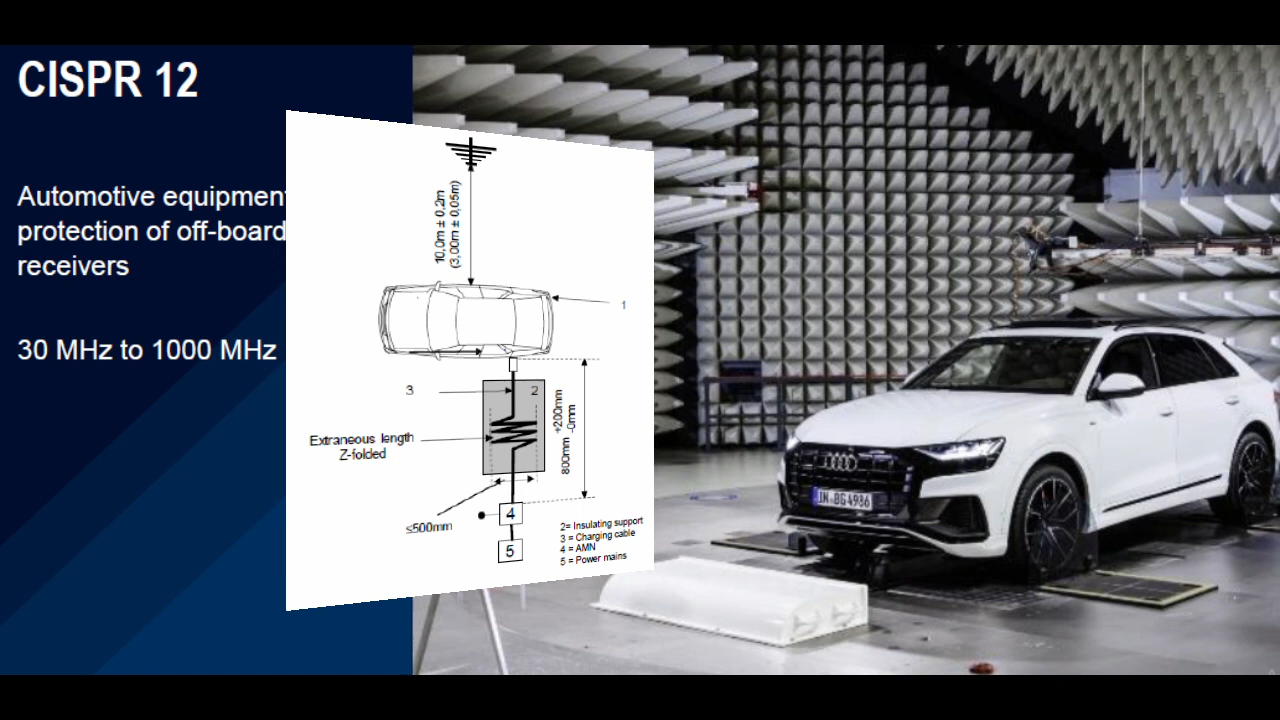 CISPR 12
Automotive equipment
protection of off-board
receivers
30 MHz to 1000 MHz
10,0m ± 0,2m
(3,00m ± 0,05m)
1
3
2
800mm +200mm
-0mm
Extraneous length
Z-folded
≤500mm
4
5
2= Insulating support
3 = Charging cable
4 = AMN
5 = Power mains
IN-BG4986